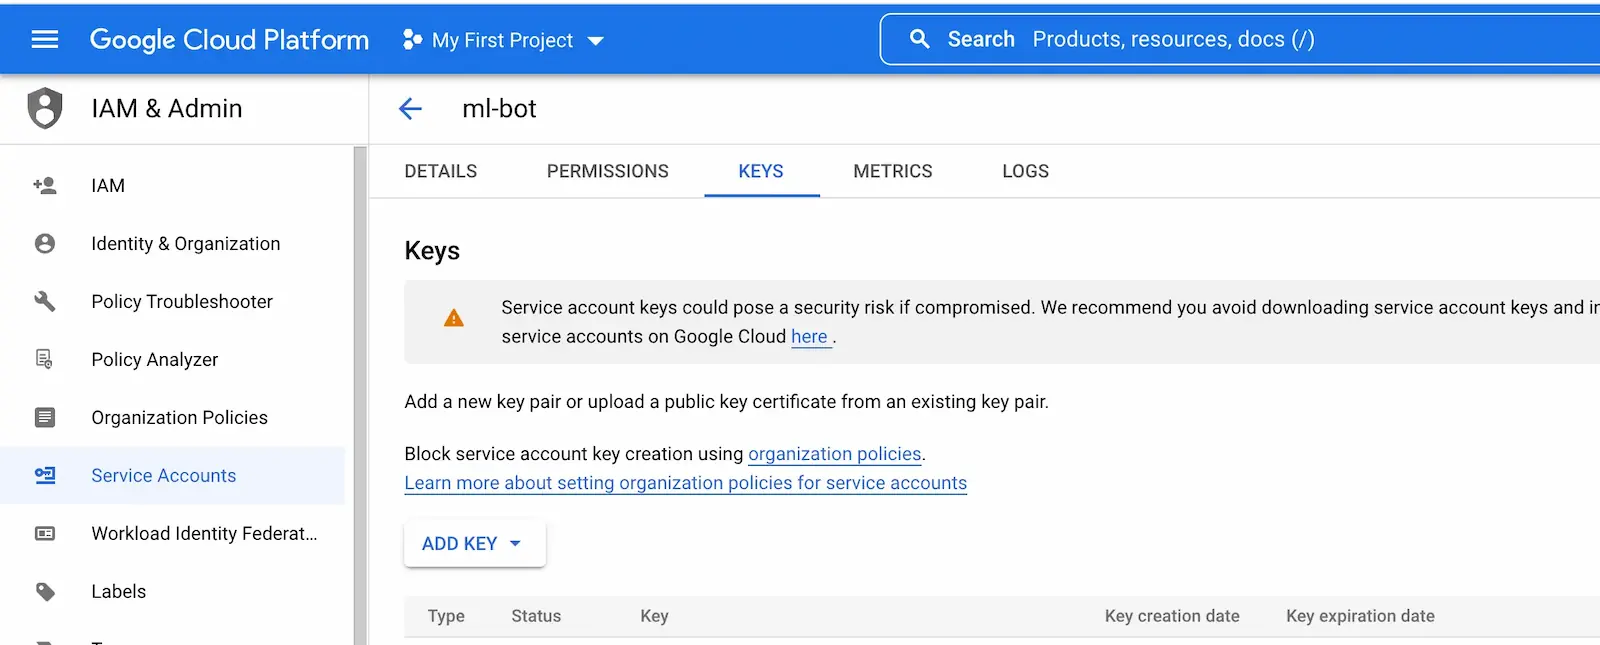 Google Cloud Platform
My First Project
Search Products, resources, docs (/)
IAM & Admin
IAM
Identity & Organization
Policy Troubleshooter
Policy Analyzer
Organization Policies
Service Accounts
Workload Identity Federat...
Labels
ml-bot
DETAILS PERMISSIONS KEYS METRICS LOGS
Keys
Service account keys could pose a security risk if compromised. We recommend you avoid downloading service account keys and
service accounts on Google Cloud here .
Add a new key pair or upload a public key certificate from an existing key pair.
Block service account key creation using organization policies.
Learn more about setting organization policies for service accounts
ADD KEY
Type Status Key Key creation date Key expiration date